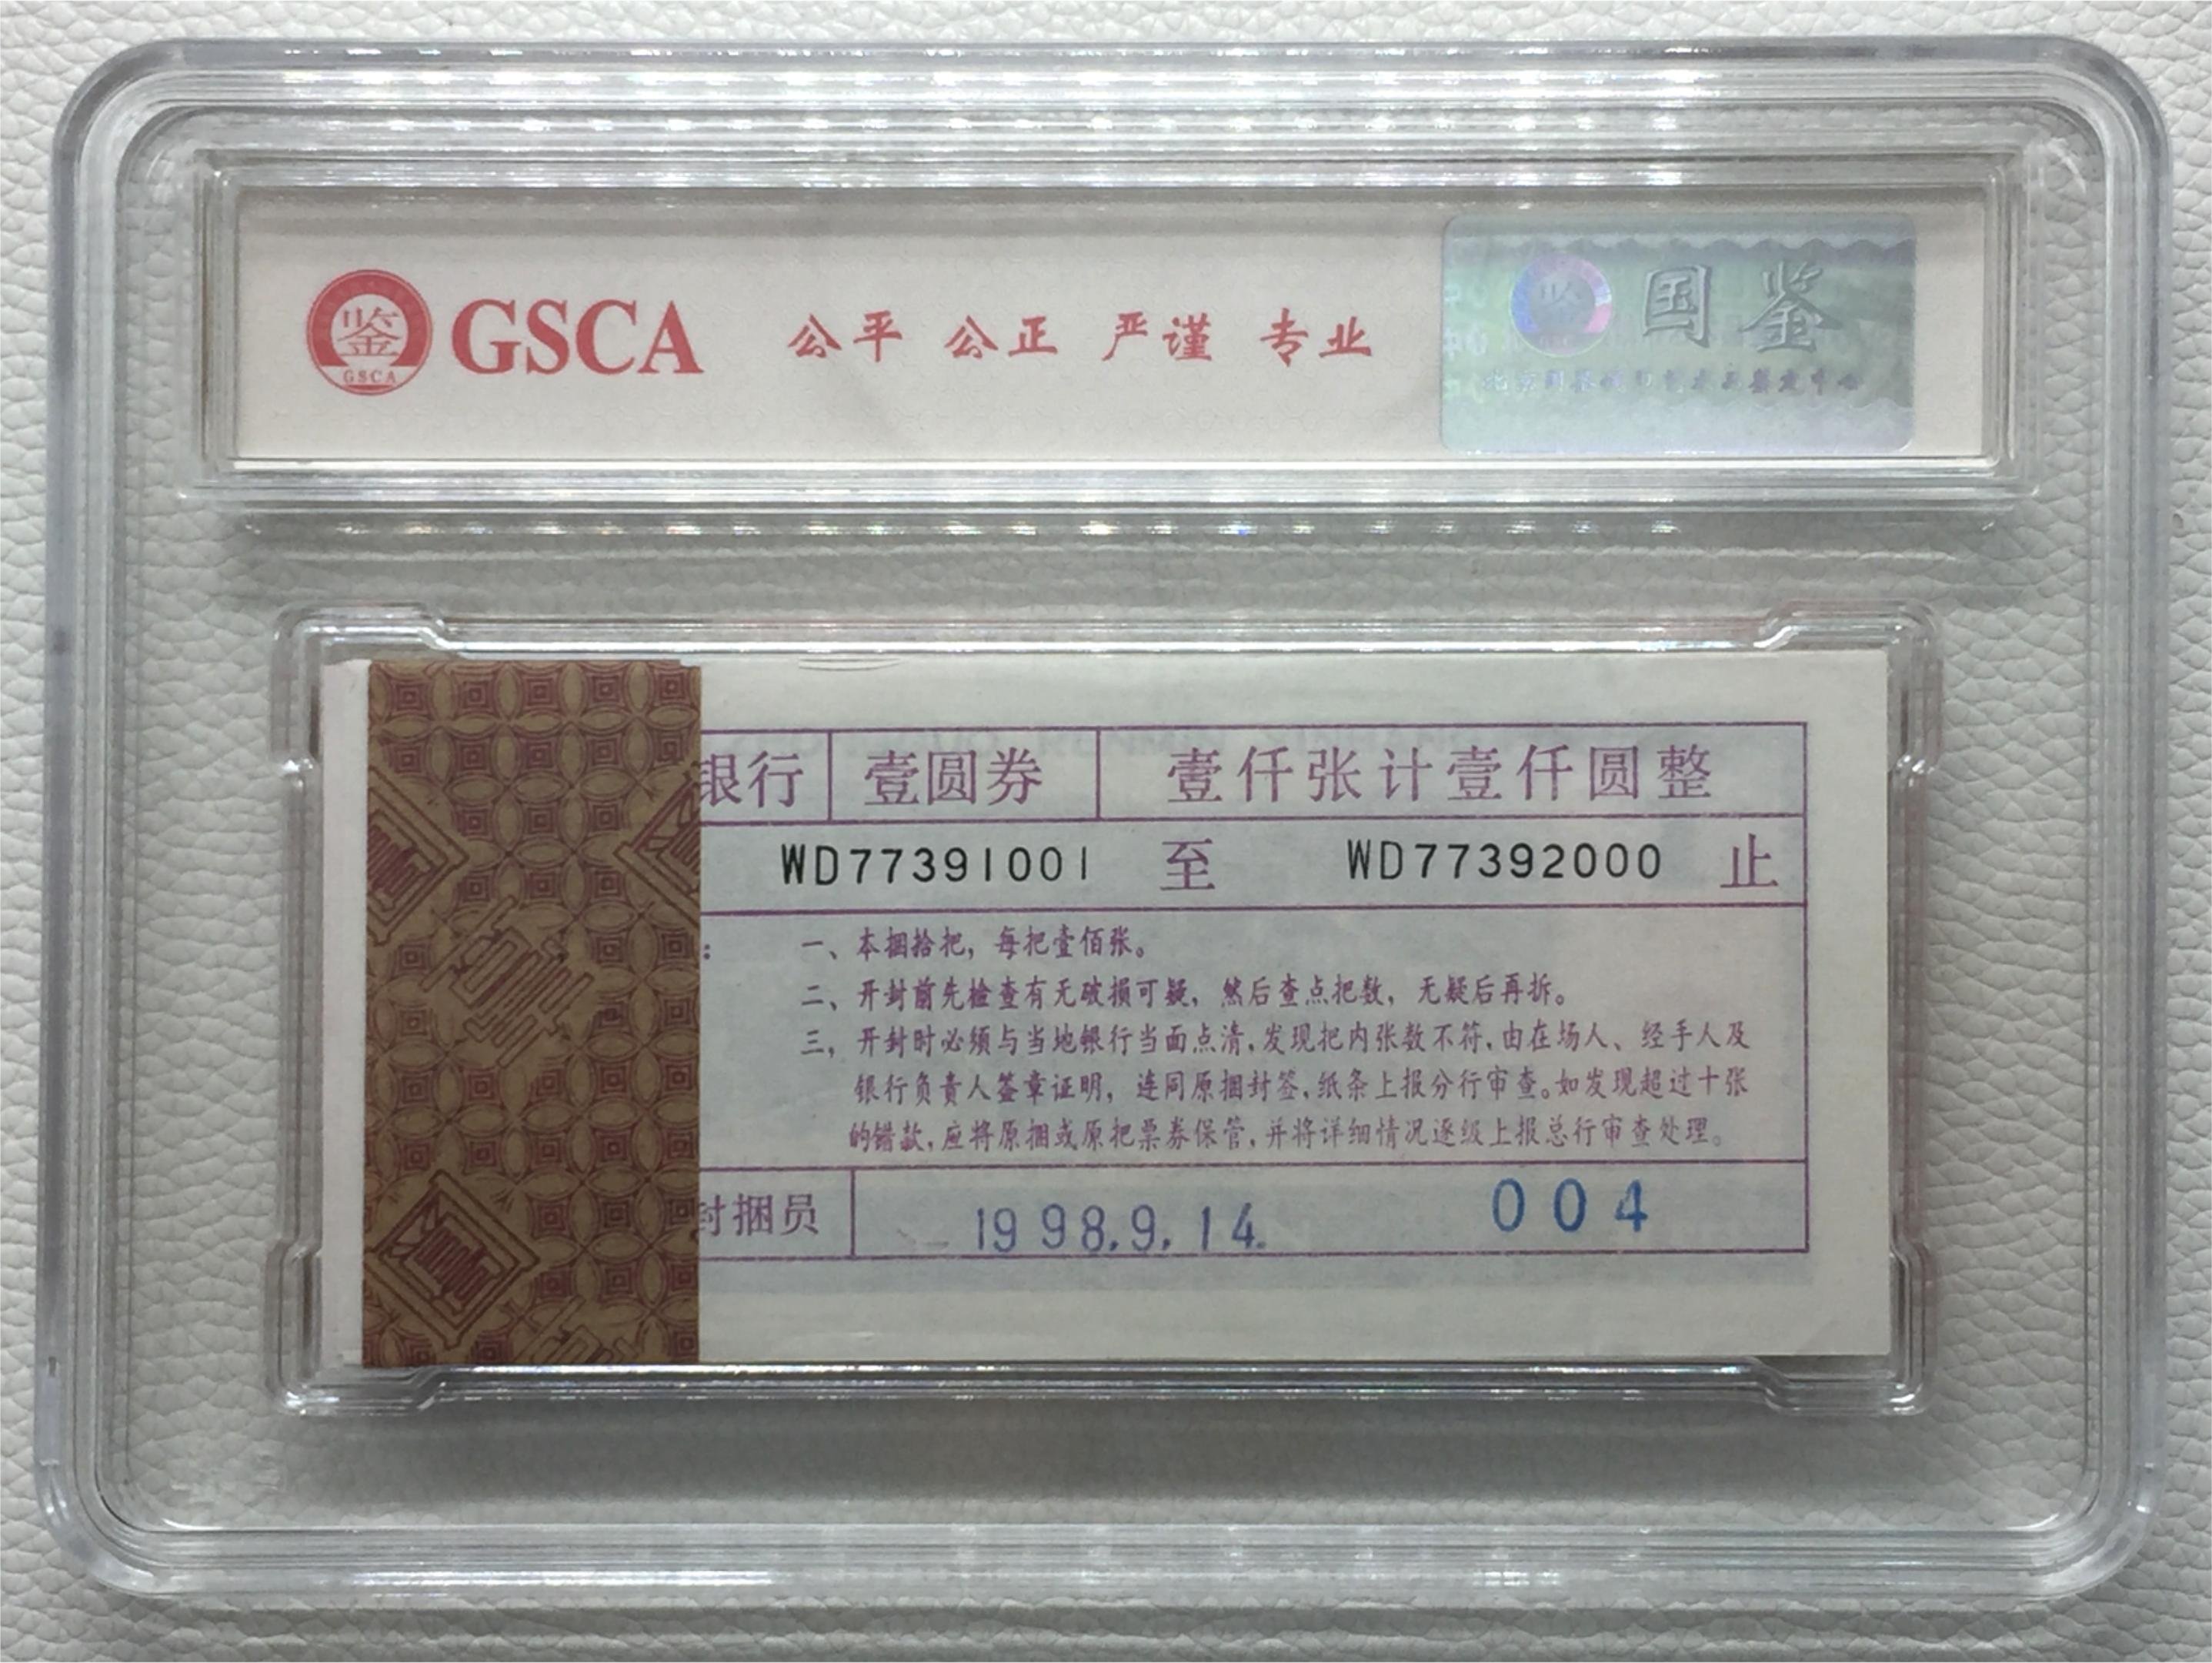 鉴
GSCA
GSCA
公平 公正 严谨 专业
国鉴
银行 壹圆券 壹仟张计壹仟圆整
WD77391001 至 WD77392000 止
: 一、本捆拾把，每把壹佰张。
二、开封前先检查有无破损可疑，然后查点把数，无疑后再拆。
三，开封时必须与当地银行当面点清，发现把内张数不符，由在场人、经手人及
银行负责人签章证明，连同原捆封签，纸条上报分行审查。如发现超过十张
的错款，应将原捆或原把票券保管，并将详细情况逐级上报总行审查处理。
封捆员 1998.9.14. 004